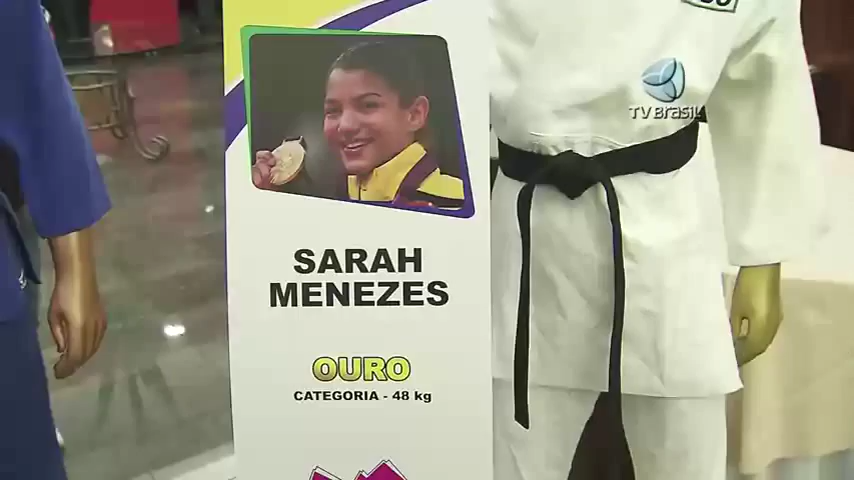 TV BRASIL
SARAH
MENEZES
OURO
CATEGORIA - 48 kg